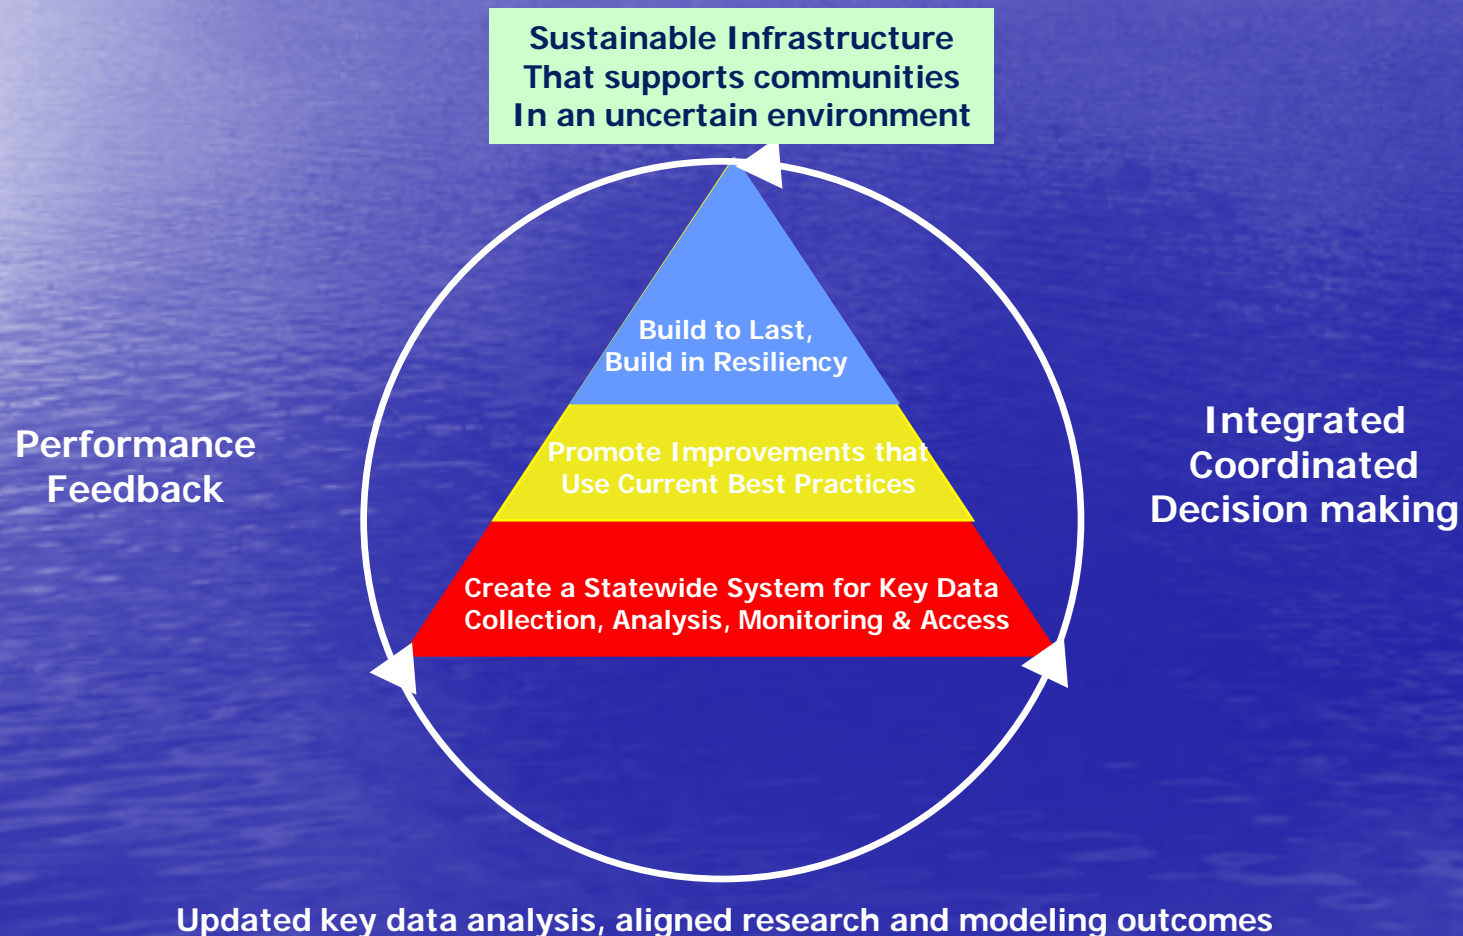 Sustainable Infrastructure
That supports communities
In an uncertain environment
Build to Last,
Build in Resiliency
Performance
Feedback
Integrated
Coordinated
Decision making
Promote Improvements that
Use Current Best Practices
Create a Statewide System for Key Data
Collection, Analysis, Monitoring & Access
Updated key data analysis, aligned research and modeling outcomes